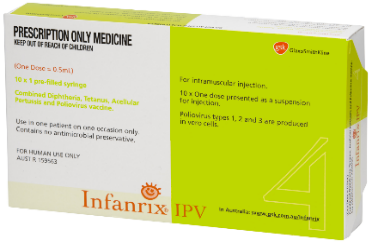 PRESCRIPTION ONLY MEDICINE
KEEP OUT OF REACH OF CHILDREN
(One Dose = 0.5mL)
10 x 1 pre-filled syringe
Combined Diphtheria, Tetanus, Acellular
Pertussis and Poliovirus vaccine.
Use in one patient on one occasion only.
Contains no antimicrobial preservative.
FOR HUMAN USE ONLY
AUST R
gsk GlaxoSmithKline
For intramuscular injection.
10 x One dose presented as a suspension
for injection.
Poliovirus types 1, 2 and 3 are produced
in vero cells.
4
Infanrix IPV
In Australia: